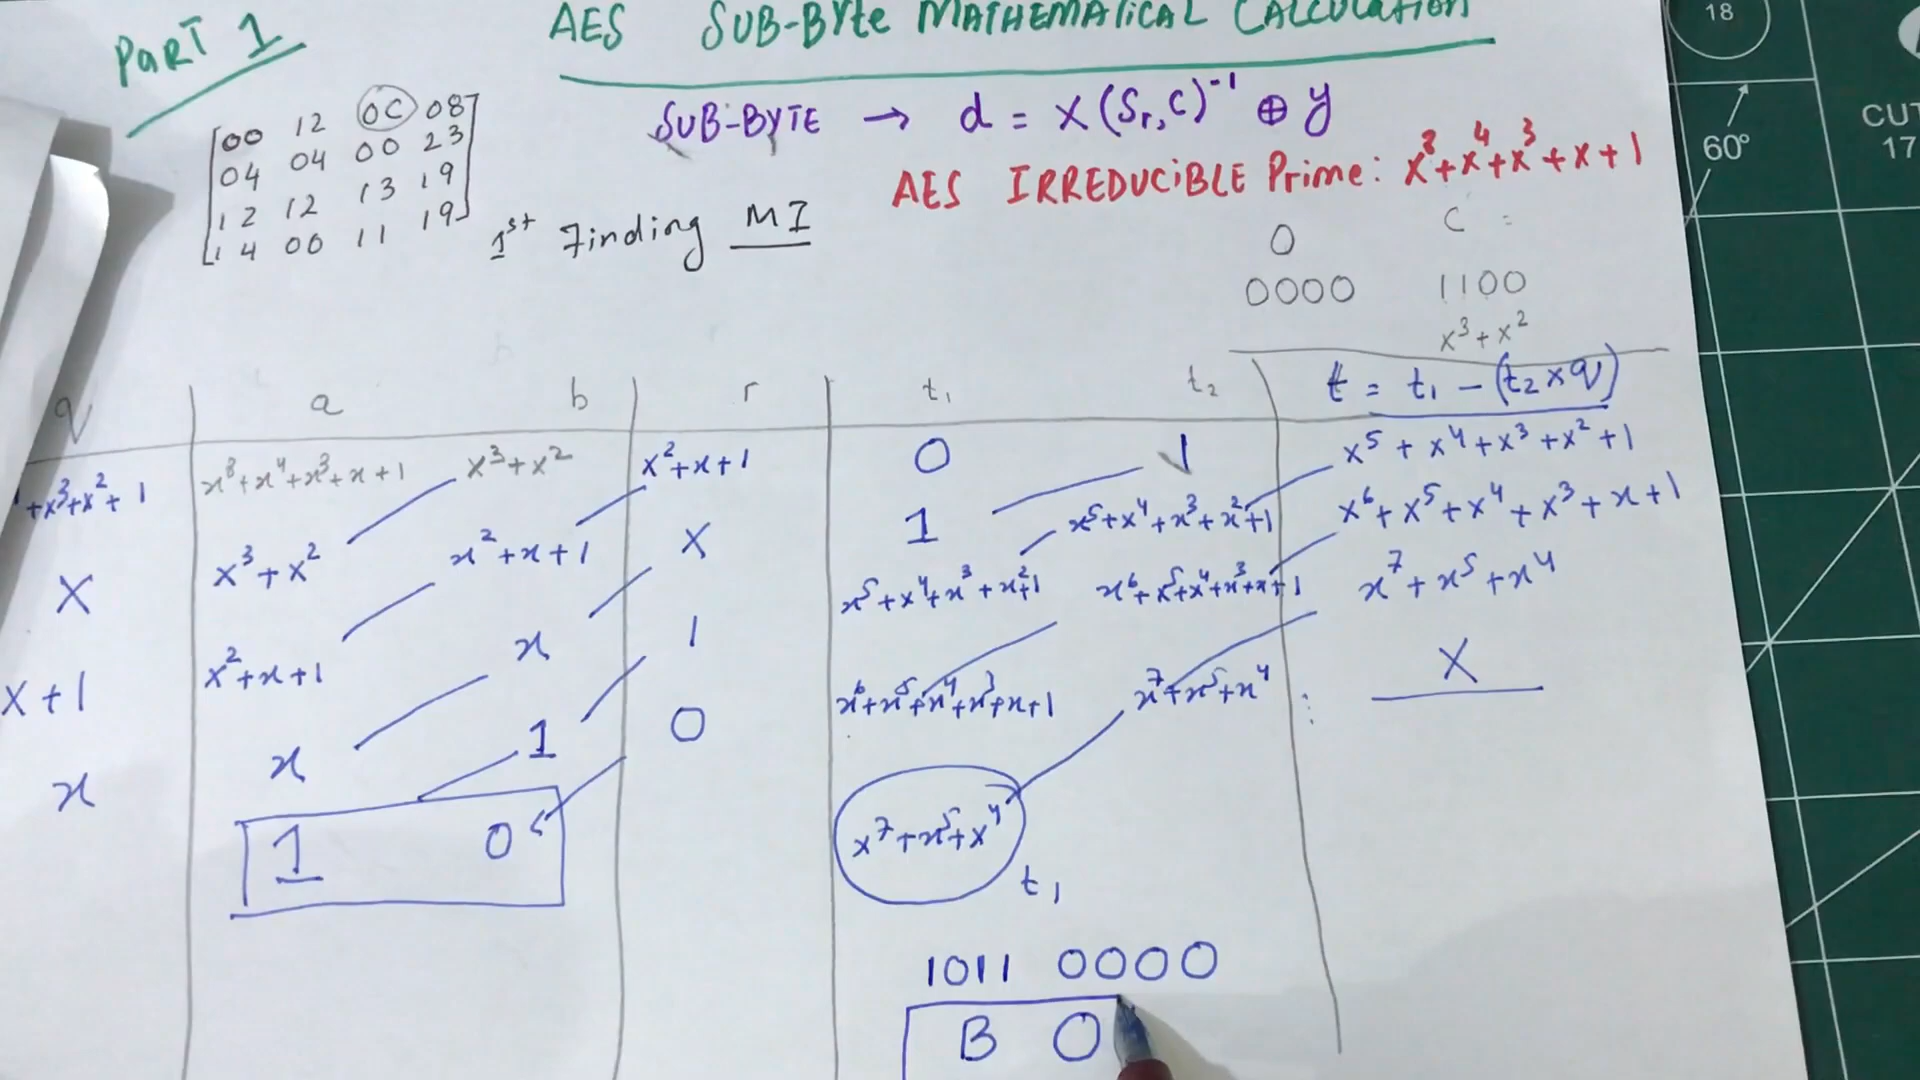 PART 1
AES SUB-BYTE MATHEMATICAL CALCULATION
SUB-BYTE → d = X (Sr,C)⁻¹ ⊕ y
AES IRREDUCIBLE Prime: x⁸+x⁴+x³+x+1
00 12 0C 08
04 04 00 23
12 12 13 19
14 00 11 19
1st Finding MI
0 C =
0000 1100
x³+x²
q a b r t₁ t₂ t = t₁ - (t₂ x q)
+x³+x²+1 x⁸+x⁴+x³+x+1 x³+x² x²+x+1 0 1 x⁵+x⁴+x³+x²+1
x x³+x² x²+x+1 x 1 x⁵+x⁴+x³+x²+1 x⁶+x⁵+x⁴+x³+x+1
x+1 x²+x+1 x 1 x⁵+x⁴+x³+x²+1 x⁶+x⁵+x⁴+x³+x+1 x⁷+x⁵+x⁴
x x 1 0 x⁶+x⁵+x⁴+x³+x+1 x⁷+x⁵+x⁴ X
1 0 x⁷+x⁵+x⁴
t₁
1011 0000
B 0
18
60°
CUT
17